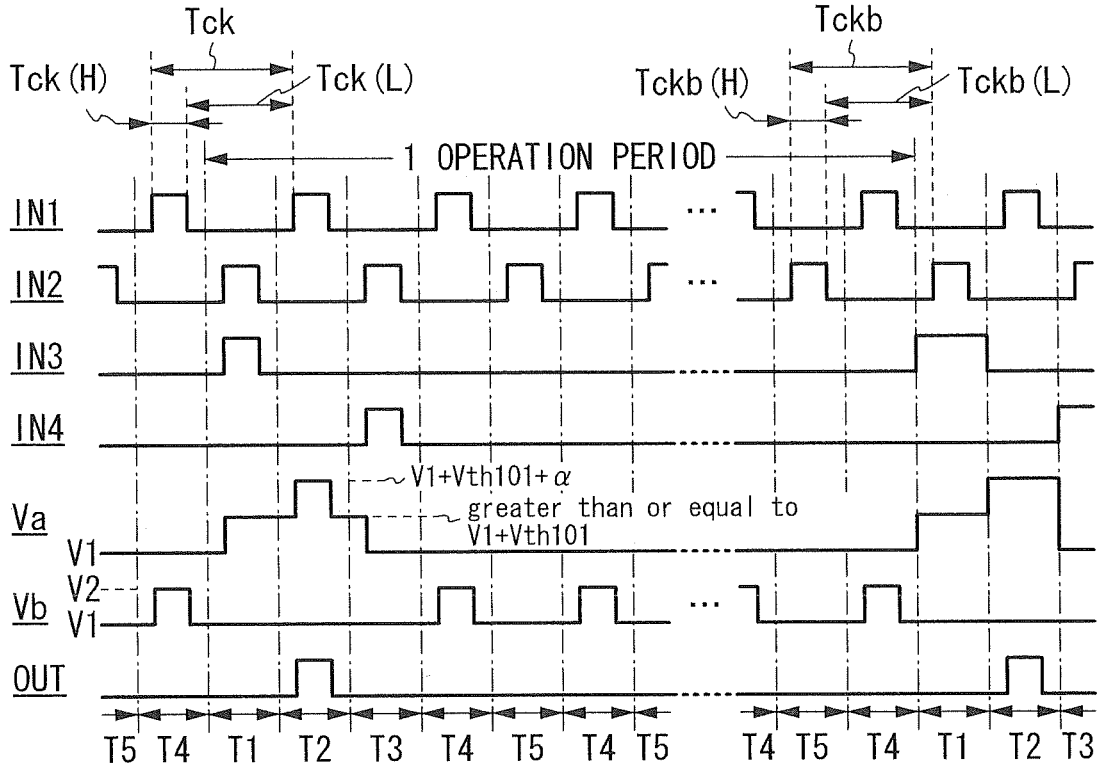 Tck
Tckb
Tck (H)
Tck (L)
Tckb (H)
Tckb (L)
1 OPERATION PERIOD
IN1
...
IN2
...
IN3
IN4
V1+Vth101+α
greater than or equal to
V1+Vth101
Va
V1
V2
Vb
V1
...
OUT
T5 T4 T1 T2 T3 T4 T5 T4 T5 T4 T5 T4 T1 T2 T3